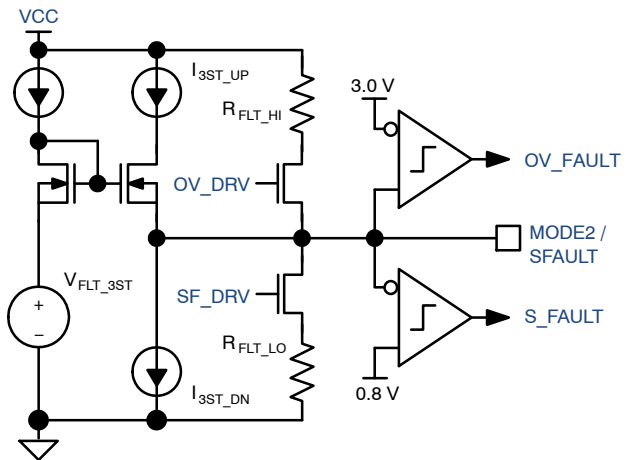 VCC
I3ST_UP
RFLT_HI
3.0 V
OV_FAULT
OV_DRV
MODE2 /
SFAULT
VFLT_3ST
+
–
SF_DRV
S_FAULT
RFLT_LO
I3ST_DN
0.8 V